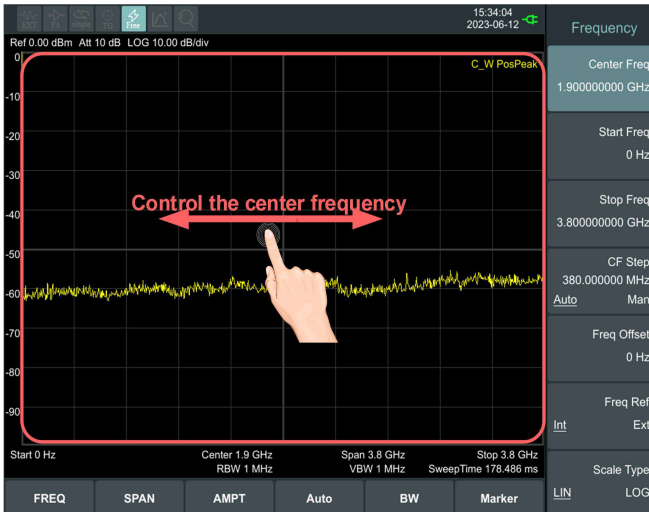 EXT
PA
TG
Free
15:34:04
2023-06-12
Ref 0.00 dBm Att 10 dB LOG 10.00 dB/div
C_W PosPeak
0
-10
-20
-30
-40
-50
-60
-70
-80
-90
Control the center frequency
Start 0 Hz
Center 1.9 GHz
Span 3.8 GHz
Stop 3.8 GHz
RBW 1 MHz
VBW 1 MHz
SweepTime 178.486 ms
FREQ
SPAN
AMPT
Auto
BW
Marker
Frequency
Center Freq
1.900000000 GHz
Start Freq
0 Hz
Stop Freq
3.800000000 GHz
CF Step
380.000000 MHz
Auto Man
Freq Offset
0 Hz
Freq Ref
Int Ext
Scale Type
LIN LOG